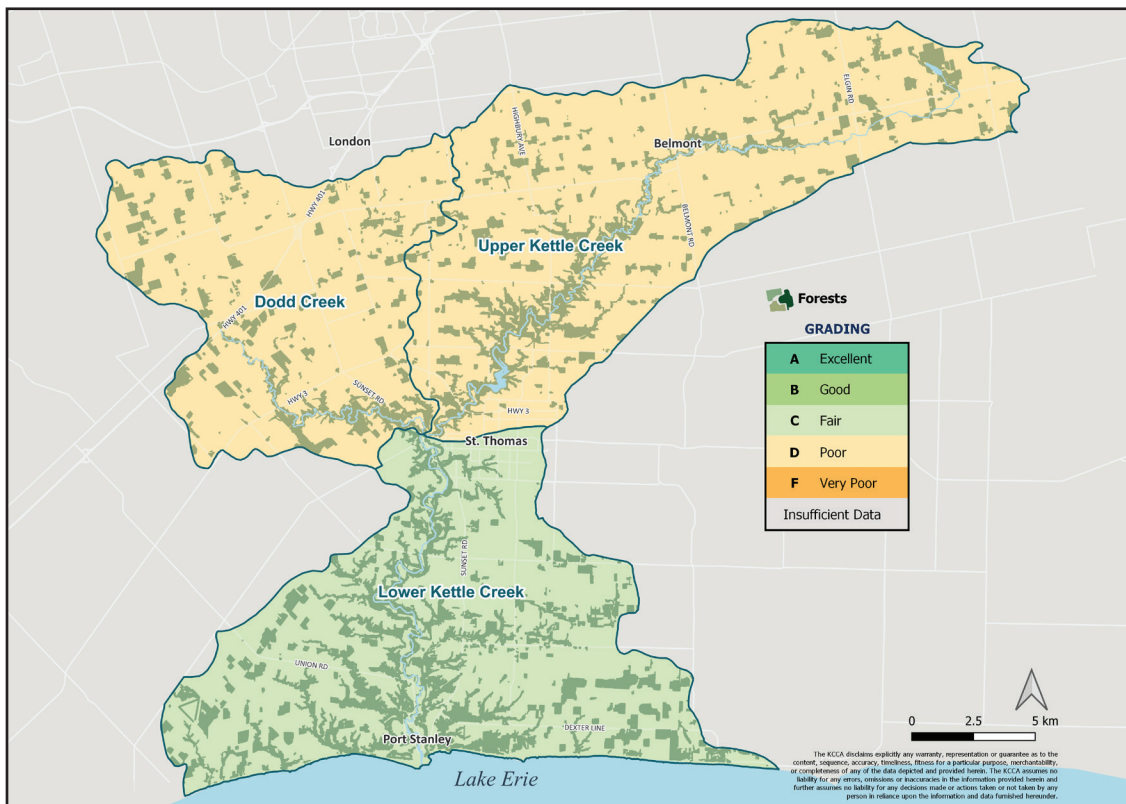 London
HIGHBURY AVE
ELGIN RD
Belmont
HWY 401
BELMONT RD
Upper Kettle Creek
Dodd Creek
HWY 401
SUNSET RD
HWY 3
HWY 3
St. Thomas
SUNSET RD
Lower Kettle Creek
UNION RD
DEXTER LINE
Port Stanley
Lake Erie
Forests
GRADING
A Excellent
B Good
C Fair
D Poor
F Very Poor
Insufficient Data
0 2.5 5 km
The KCCA disclaims explicitly any warranty, representation or guarantee as to the
content, sequence, accuracy, timeliness, fitness for a particular purpose, merchantability,
or completeness of any of the data depicted and provided herein. The KCCA assumes no
liability for any errors, omissions or inaccuracies in the information provided herein and
further assumes no liability for any decisions made or actions taken or not taken by any
person in reliance upon the information and data furnished hereunder.